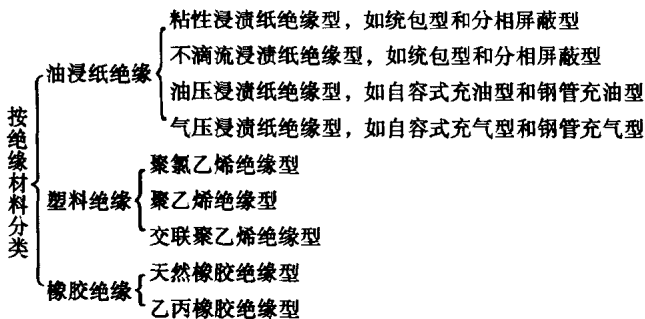 按绝缘材料分类
油浸纸绝缘
粘性浸渍纸绝缘型，如统包型和分相屏蔽型
不滴流浸渍纸绝缘型，如统包型和分相屏蔽型
油压浸渍纸绝缘型，如自容式充油型和钢管充油型
气压浸渍纸绝缘型，如自容式充气型和钢管充气型
塑料绝缘
聚氯乙烯绝缘型
聚乙烯绝缘型
交联聚乙烯绝缘型
橡胶绝缘
天然橡胶绝缘型
乙丙橡胶绝缘型